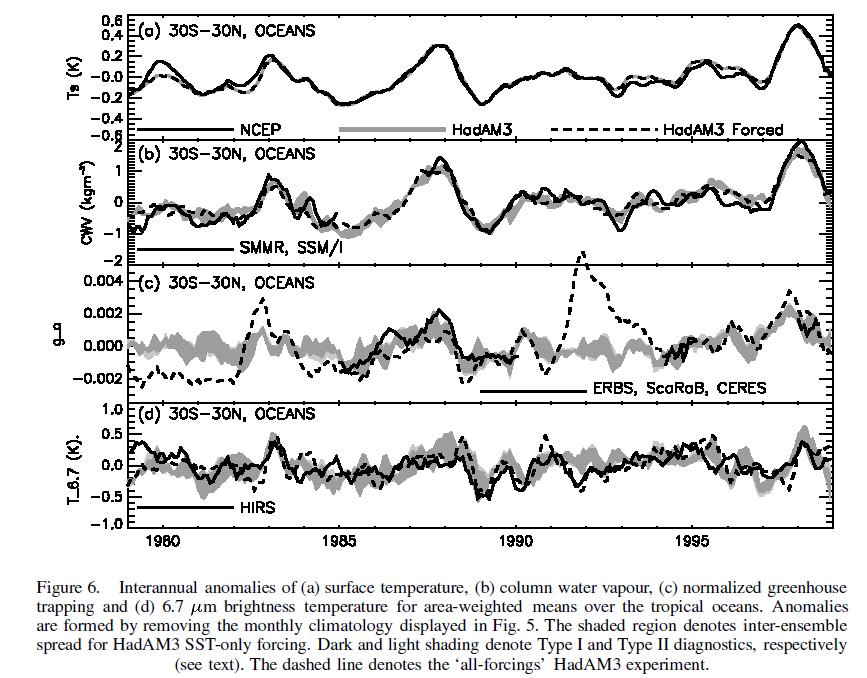 (a) 30S-30N, OCEANS
0.6
0.4
0.2
-0.0
-0.2
-0.4
-0.6
Ts (K)
NCEP
HadAM3
HadAM3 Forced
(b) 30S-30N, OCEANS
2
1
0
-1
-2
CWV (kgm⁻²)
SMMR, SSM/I
(c) 30S-30N, OCEANS
0.004
0.002
0.000
-0.002
g_a
ERBS, ScaRaB, CERES
(d) 30S-30N, OCEANS
1.0
0.5
0.0
-0.5
-1.0
T_6.7 (K).
HIRS
1980
1985
1990
1995
Figure 6. Interannual anomalies of (a) surface temperature, (b) column water vapour, (c) normalized greenhouse
trapping and (d) 6.7 μm brightness temperature for area-weighted means over the tropical oceans. Anomalies
are formed by removing the monthly climatology displayed in Fig. 5. The shaded region denotes inter-ensemble
spread for HadAM3 SST-only forcing. Dark and light shading denote Type I and Type II diagnostics, respectively
(see text). The dashed line denotes the ‘all-forcings’ HadAM3 experiment.